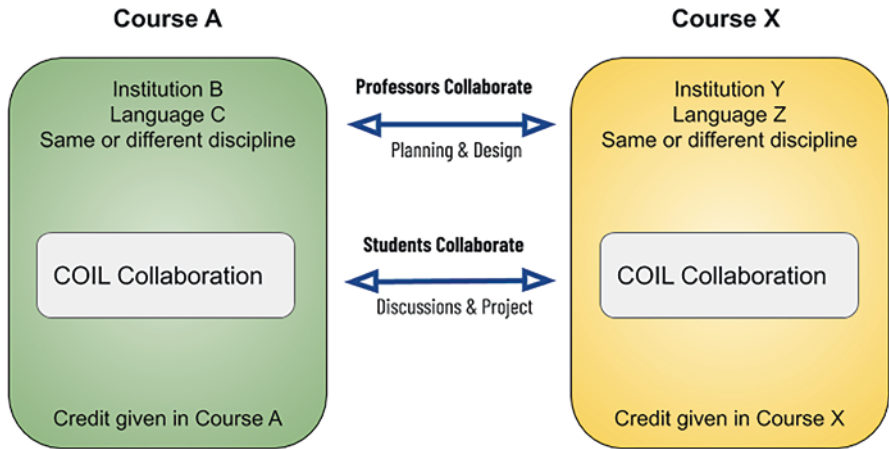 Course A
Institution B
Language C
Same or different discipline
COIL Collaboration
Credit given in Course A
Professors Collaborate
Planning & Design
Students Collaborate
Discussions & Project
Course X
Institution Y
Language Z
Same or different discipline
COIL Collaboration
Credit given in Course X